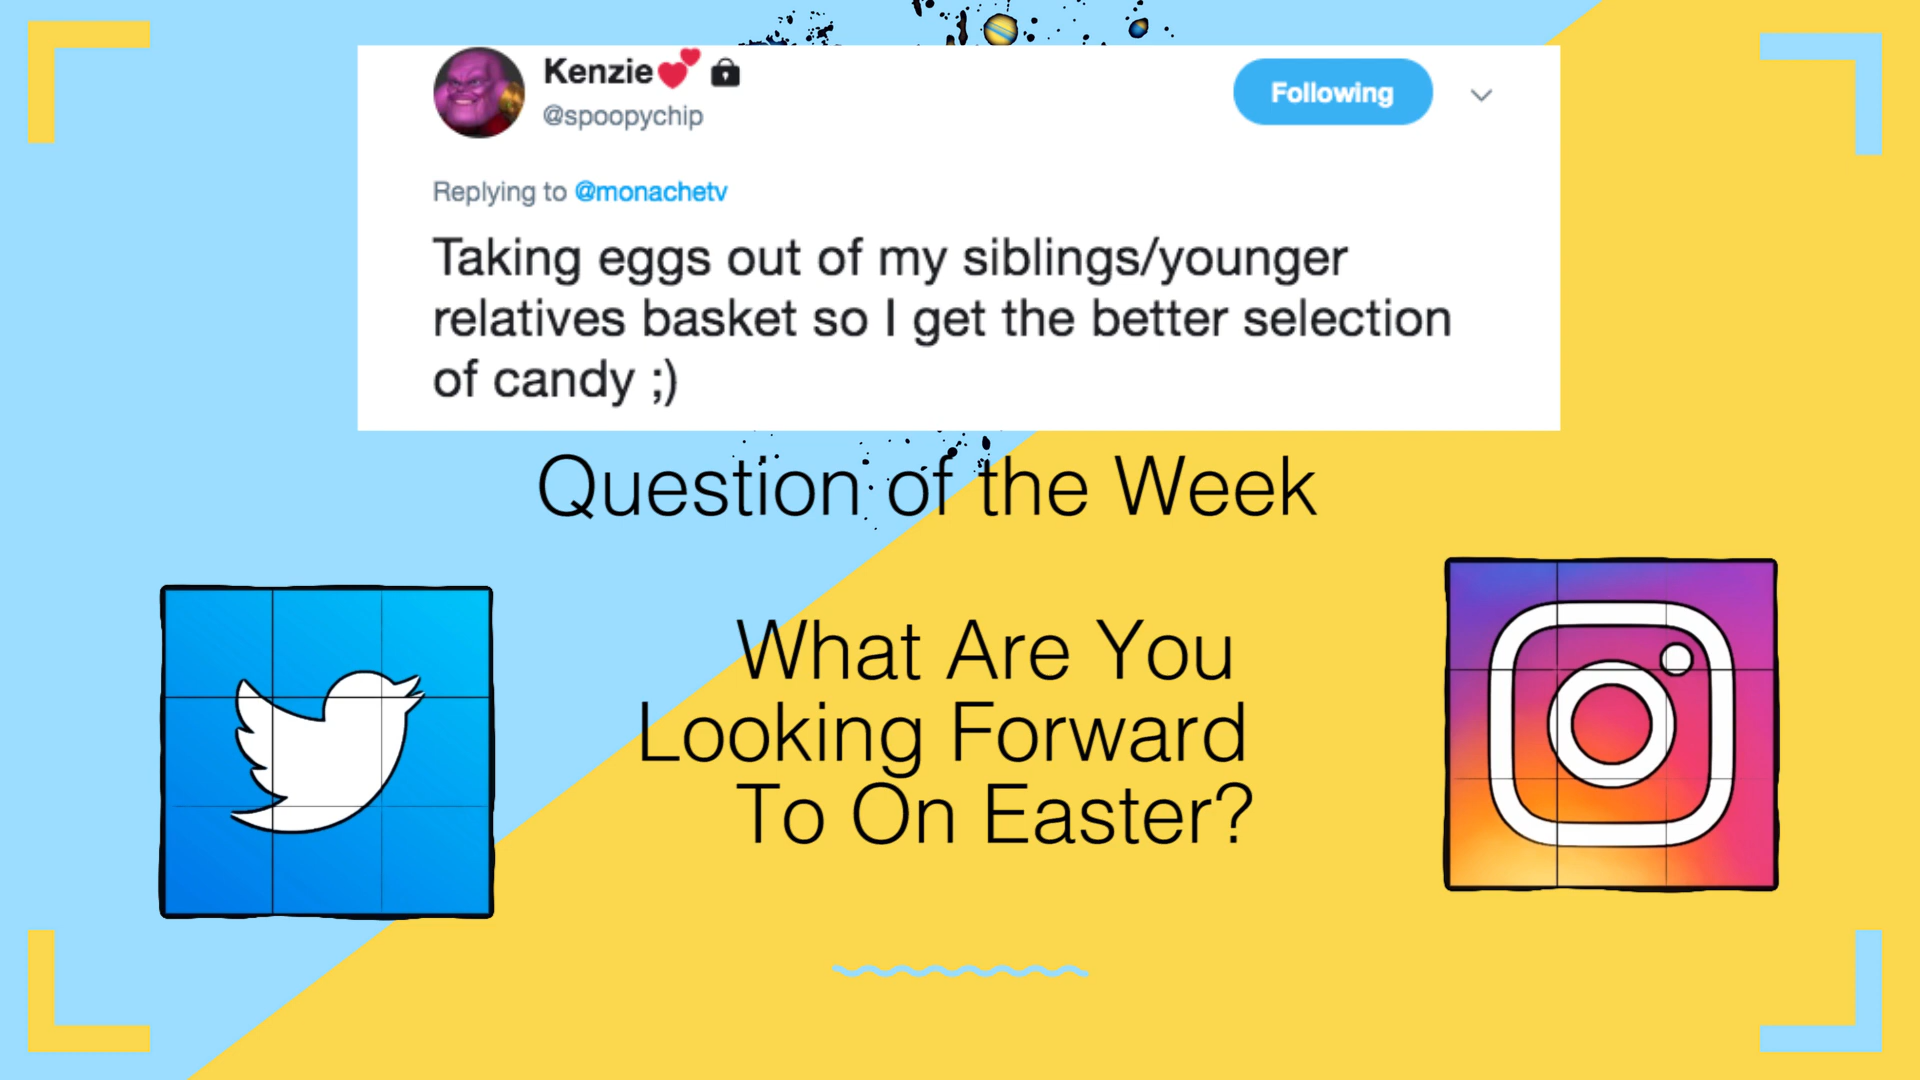 Kenzie💕🔒
@spoopychip
Following
Replying to @monachetv
Taking eggs out of my siblings/younger
relatives basket so I get the better selection
of candy ;)
Question of the Week
What Are You
Looking Forward
To On Easter?